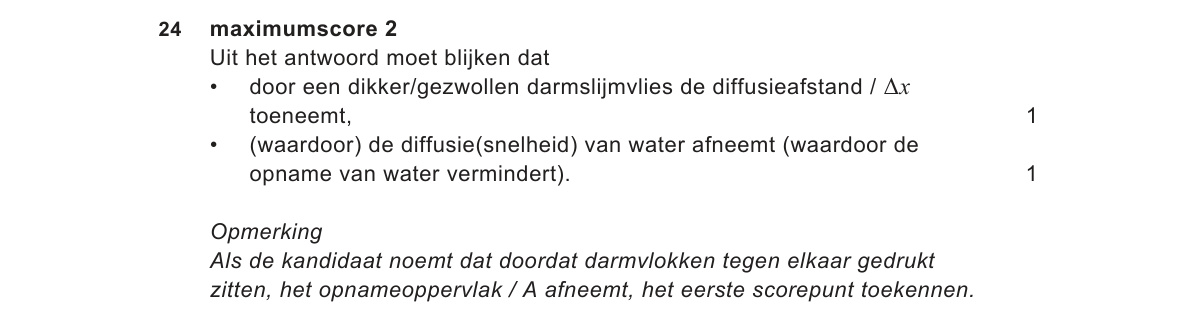 24 maximumscore 2
Uit het antwoord moet blijken dat
• door een dikker/gezwollen darmslijmvlies de diffusieafstand / Δx
toeneemt, 1
• (waardoor) de diffusie(snelheid) van water afneemt (waardoor de
opname van water vermindert). 1
Opmerking
Als de kandidaat noemt dat doordat darmvlokken tegen elkaar gedrukt
zitten, het opnameoppervlak / A afneemt, het eerste scorepunt toekennen.